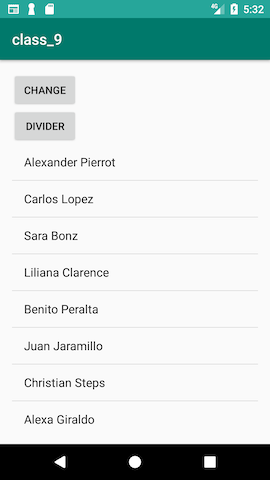 4G 5:32
class_9
CHANGE
DIVIDER
Alexander Pierrot
Carlos Lopez
Sara Bonz
Liliana Clarence
Benito Peralta
Juan Jaramillo
Christian Steps
Alexa Giraldo